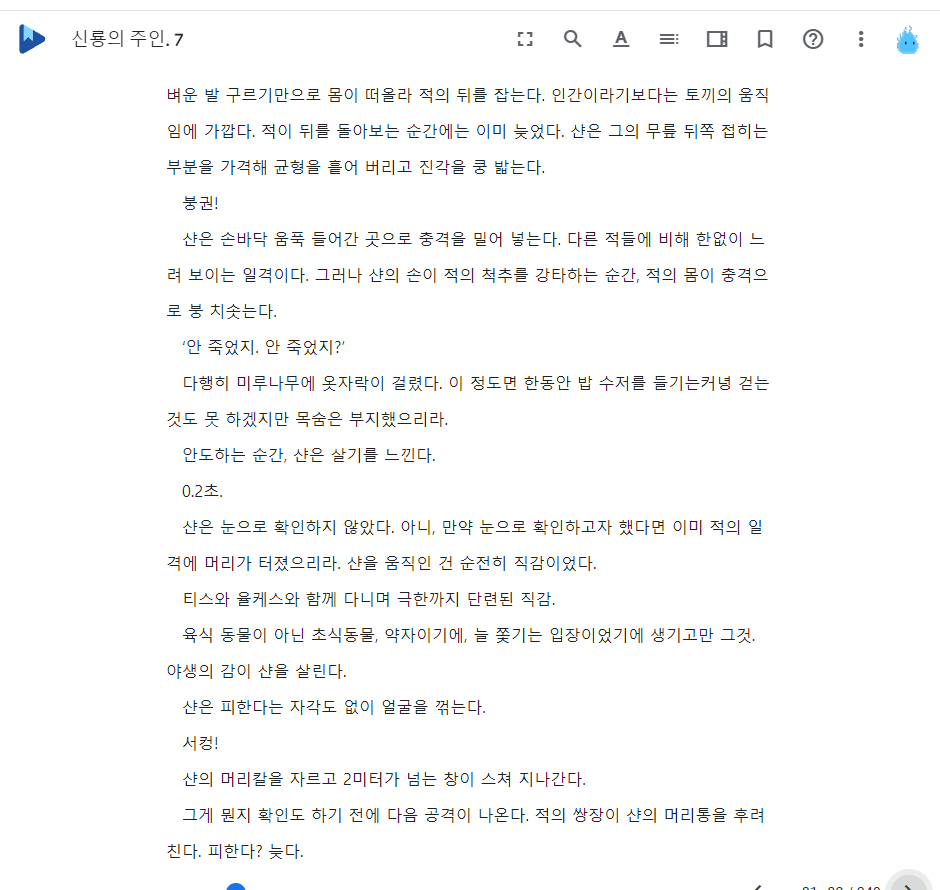 신룡의 주인. 7
벼운 발 구르기만으로 몸이 떠올라 적의 뒤를 잡는다. 인간이라기보다는 토끼의 움직
임에 가깝다. 적이 뒤를 돌아보는 순간에는 이미 늦었다. 샨은 그의 무릎 뒤쪽 접히는
부분을 가격해 균형을 흩어 버리고 진각을 쿵 밟는다.
붕권!
샨은 손바닥 움푹 들어간 곳으로 충격을 밀어 넣는다. 다른 적들에 비해 한없이 느
려 보이는 일격이다. 그러나 샨의 손이 적의 척추를 강타하는 순간, 적의 몸이 충격으
로 붕 치솟는다.
‘안 죽었지. 안 죽었지?’
다행히 미루나무에 옷자락이 걸렸다. 이 정도면 한동안 밥 수저를 들기는커녕 걷는
것도 못 하겠지만 목숨은 부지했으리라.
안도하는 순간, 샨은 살기를 느낀다.
0.2초.
샨은 눈으로 확인하지 않았다. 아니, 만약 눈으로 확인하고자 했다면 이미 적의 일
격에 머리가 터졌으리라. 샨을 움직인 건 순전히 직감이었다.
티스와 율케스와 함께 다니며 극한까지 단련된 직감.
육식 동물이 아닌 초식동물, 약자이기에, 늘 쫓기는 입장이었기에 생기고만 그것.
야생의 감이 샨을 살린다.
샨은 피한다는 자각도 없이 얼굴을 꺾는다.
서컹!
샨의 머리칼을 자르고 2미터가 넘는 창이 스쳐 지나간다.
그게 뭔지 확인도 하기 전에 다음 공격이 나온다. 적의 쌍장이 샨의 머리통을 후려
친다. 피한다? 늦다.